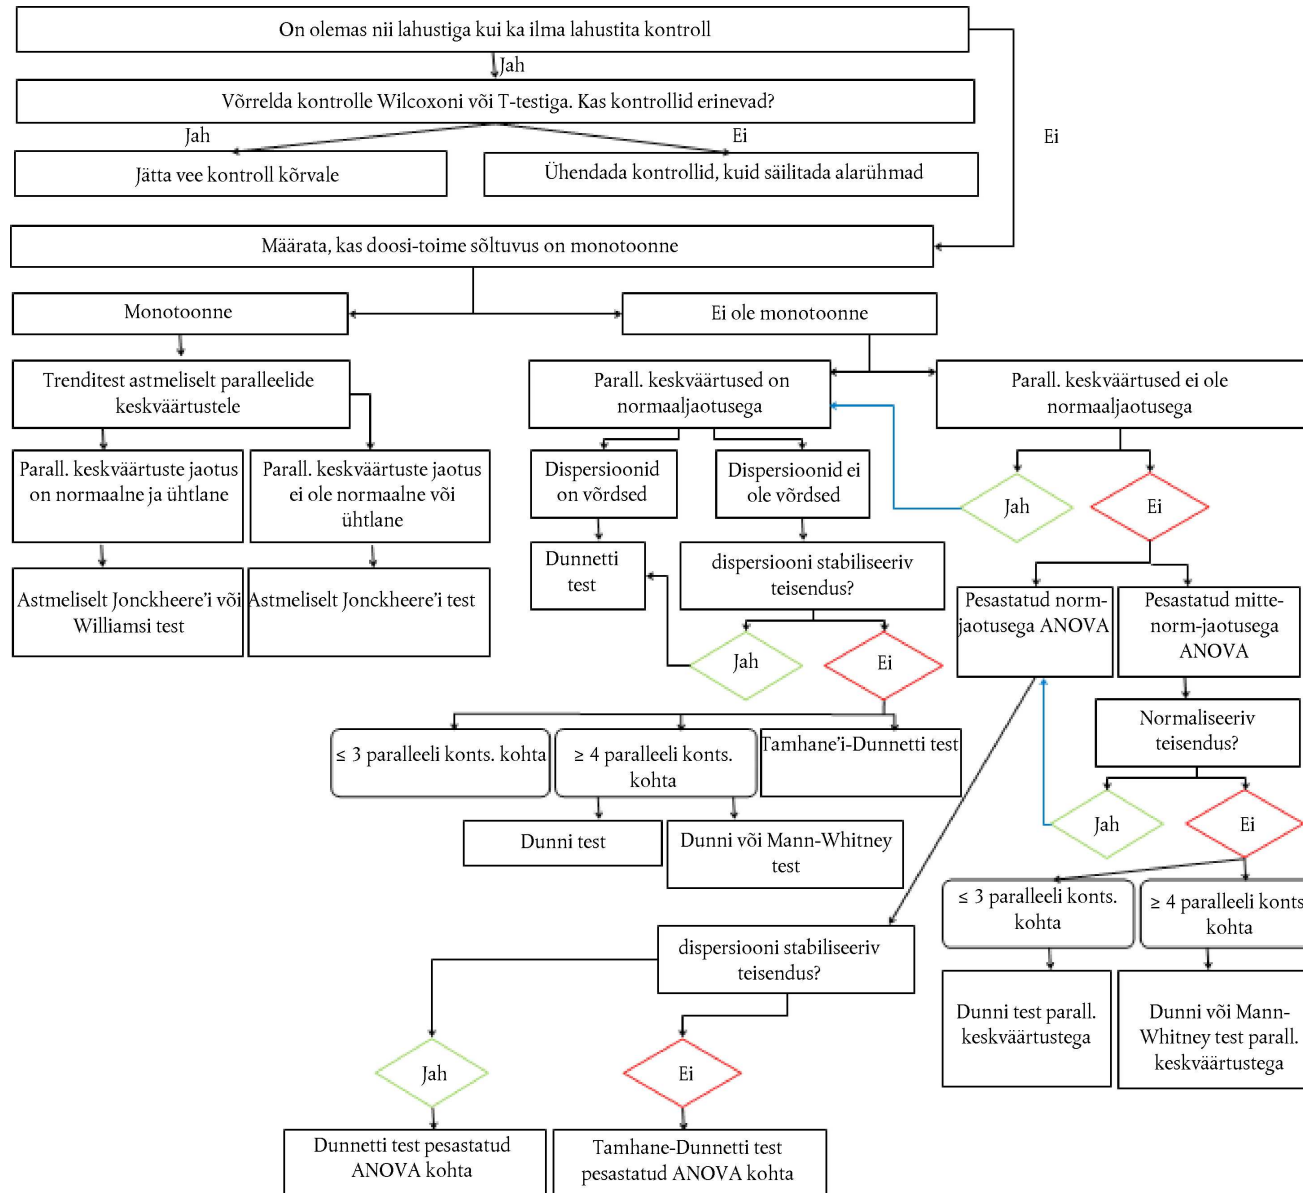 On olemas nii lahustiga kui ka ilma lahustita kontroll
Jah
Võrrelda kontrolle Wilcoxoni või T-testiga. Kas kontrollid erinevad?
Jah
Ei
Ei
Jätta vee kontroll kõrvale
Ühendada kontrollid, kuid säilitada alarühmad
Määrata, kas doosi-toime sõltuvus on monotoonne
Monotoonne
Ei ole monotoonne
Trenditest astmeliselt paralleelide
keskväärtustele
Parall. keskväärtused on
normaaljaotusega
Parall. keskväärtused ei ole
normaljaotusega
Parall. keskväärtuste jaotus
on normaalne ja ühtlane
Parall. keskväärtuste jaotus
ei ole normaalne või
ühtlane
Dispersioonid
on võrdsed
Dispersioonid ei
ole võrdsed
Jah
Ei
Astmeliselt Jonckheere'i või
Williamsi test
Astmeliselt Jonckheere'i test
Dunnetti
test
dispersiooni stabiliseeriv
teisendus?
Pesastatud norm-
jaotusega ANOVA
Pesastatud mitte-
norm-jaotusega
ANOVA
Jah
Ei
Normaliseeriv
teisendus?
≤ 3 paralleeli konts. kohta
≥ 4 paralleeli konts.
kohta
Tamhane'i-Dunnetti test
Jah
Ei
Dunni test
Dunni või Mann-Whitney
test
≤ 3 paralleeli konts.
kohta
≥ 4 paralleeli konts.
kohta
dispersiooni stabiliseeriv
teisendus?
Dunni test parall.
keskväärtustega
Dunni või Mann-
Whitney test parall.
keskväärtustega
Jah
Ei
Dunnetti test pesastatud
ANOVA kohta
Tamhane-Dunnetti test
pesastatud ANOVA kohta